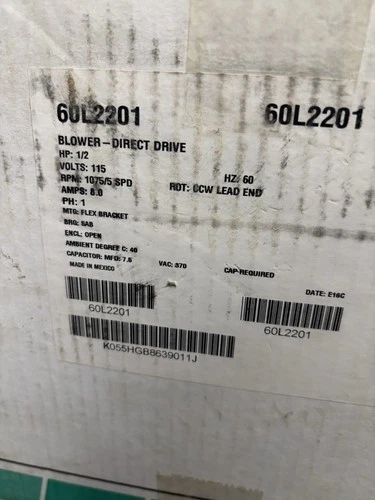 60L2201 60L2201
BLOWER-DIRECT DRIVE
HP: 1/2
VOLTS: 115 HZ: 60
RPM: 1075/5 SPD ROT: CCW LEAD END
AMPS: 8.0
PH: 1
MTG: FLEX BRACKET
BRG: SAB
ENCL: OPEN
AMBIENT DEGREE C: 40
CAPACITOR: MFD: 7.5 VAC: 370 CAP-REQUIRED
MADE IN MEXICO DATE: E16C
60L2201 60L2201
K055HGB8639011J